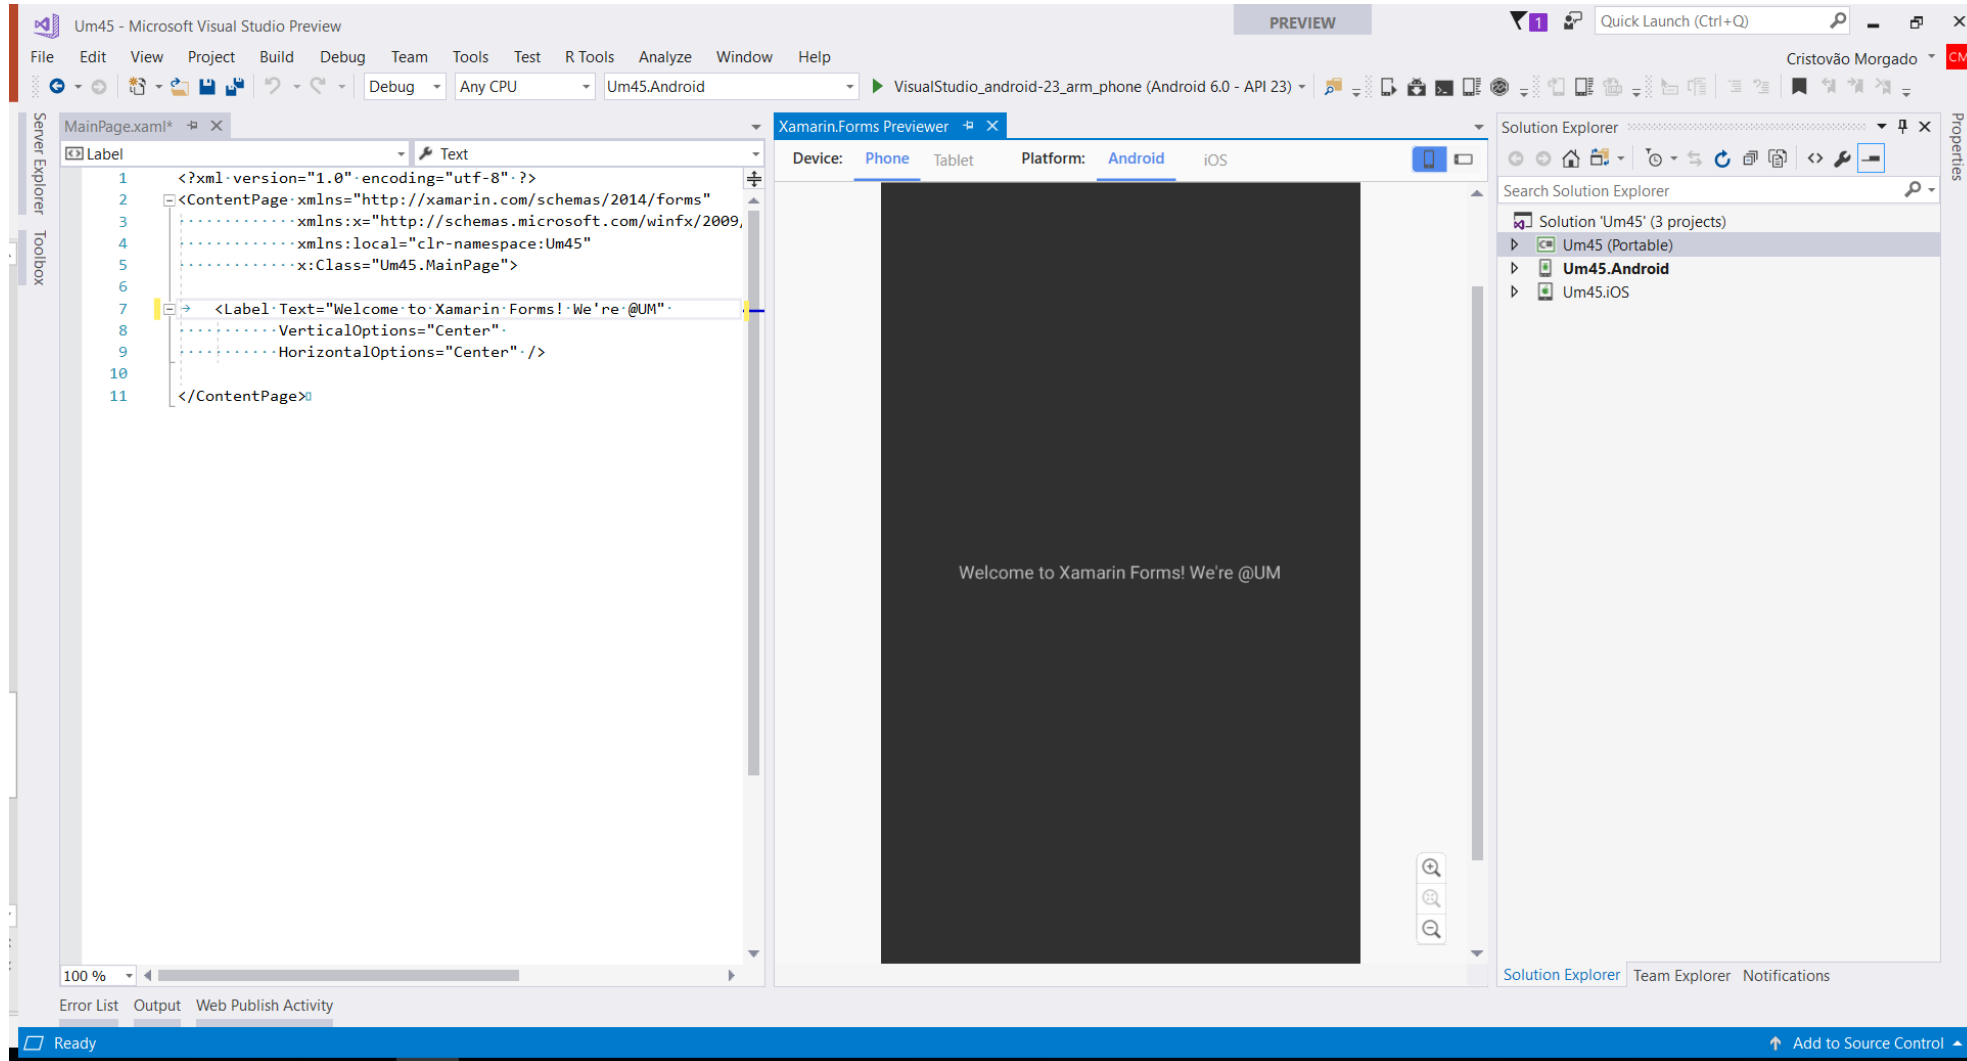 Um45 - Microsoft Visual Studio Preview
PREVIEW
1
Quick Launch (Ctrl+Q)
File Edit View Project Build Debug Team Tools Test R Tools Analyze Window Help
Cristovão Morgado
CM
Debug Any CPU Um45.Android VisualStudio_android-23_arm_phone (Android 6.0 - API 23)
Server Explorer
Toolbox
MainPage.xaml*
Label Text
1 <?xml version="1.0" encoding="utf-8" ?>
2 <ContentPage xmlns="http://xamarin.com/schemas/2014/forms"
3 xmlns:x="http://schemas.microsoft.com/winfx/2009/
4 xmlns:local="clr-namespace:Um45"
5 x:Class="Um45.MainPage">
6
7 <Label Text="Welcome to Xamarin Forms! We're @UM"
8 VerticalOptions="Center"
9 HorizontalOptions="Center" />
10
11 </ContentPage>
100 %
Xamarin.Forms Previewer
Device: Phone Tablet Platform: Android iOS
Welcome to Xamarin Forms! We're @UM
Solution Explorer
Search Solution Explorer
Solution 'Um45' (3 projects)
C# Um45 (Portable)
Um45.Android
Um45.iOS
Solution Explorer Team Explorer Notifications
Properties
Error List Output Web Publish Activity
Ready
Add to Source Control